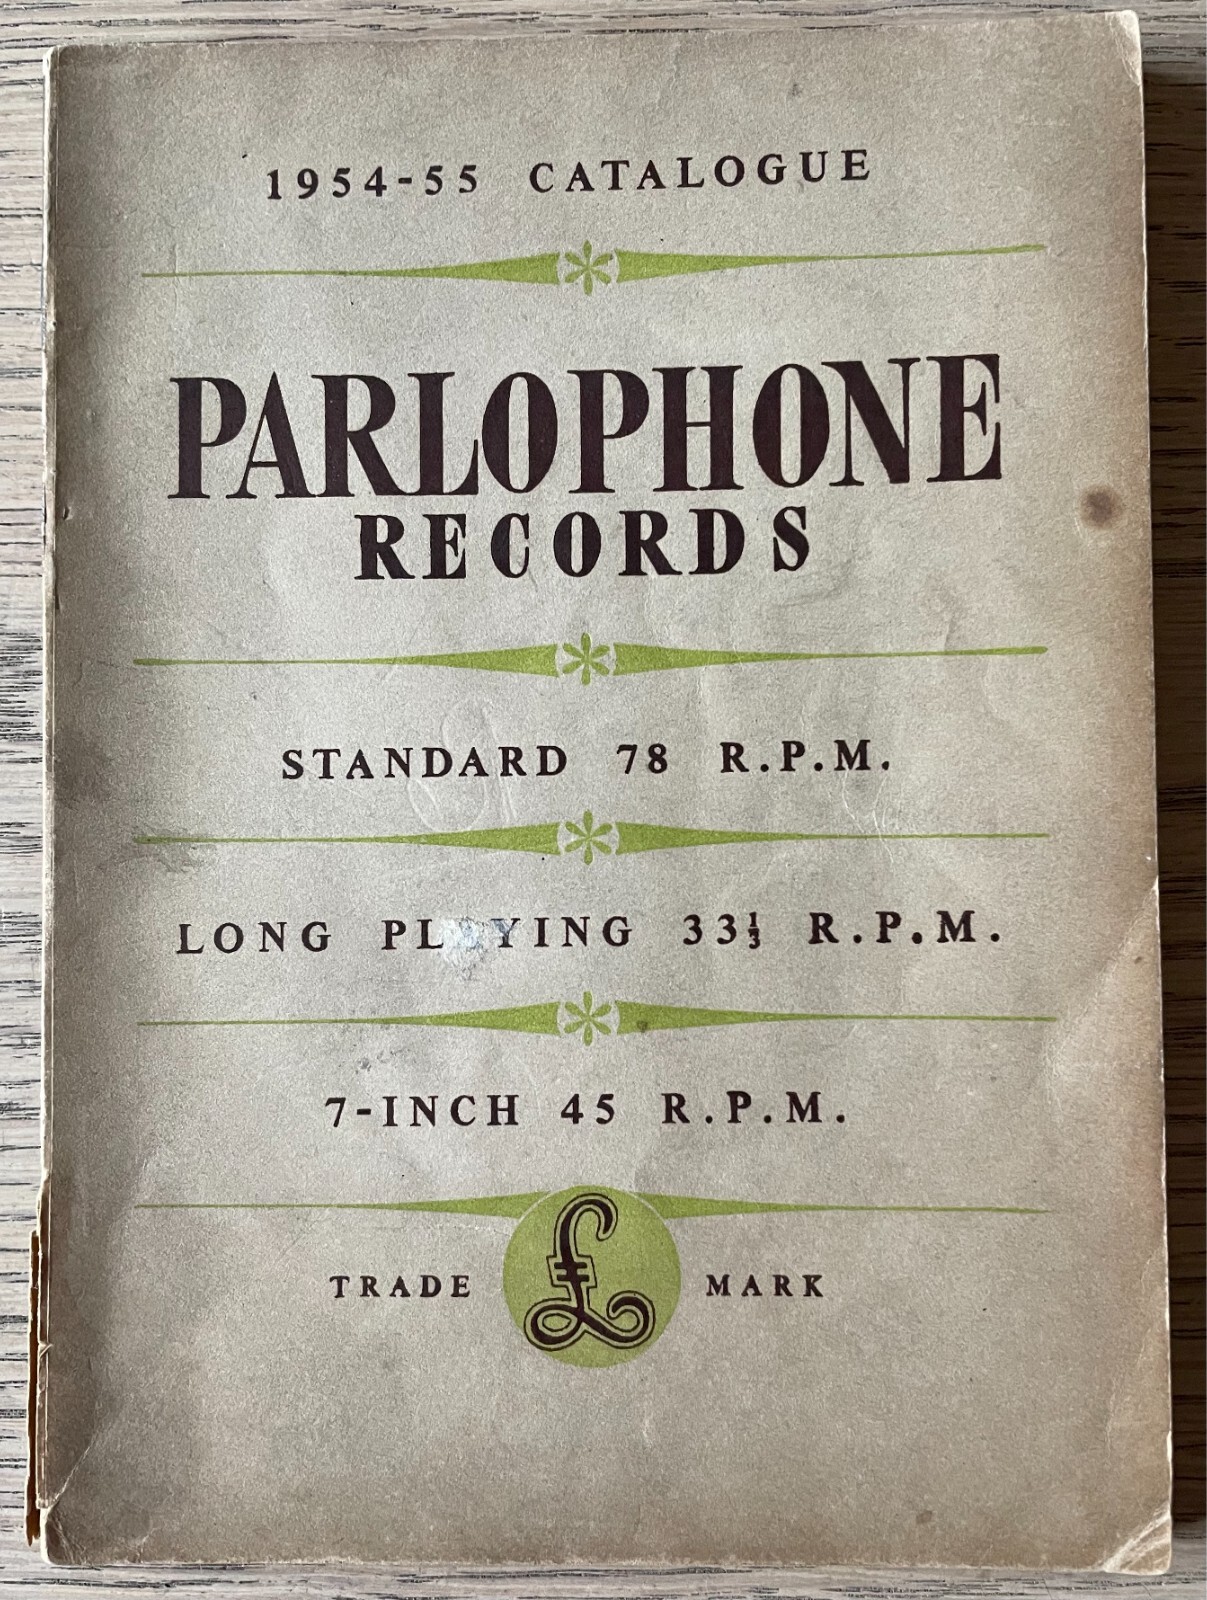 1954-55 CATALOGUE
PARLOPHONE
RECORDS
STANDARD 78 R.P.M.
LONG PLAYING 33⅓ R.P.M.
7-INCH 45 R.P.M.
TRADE £ MARK